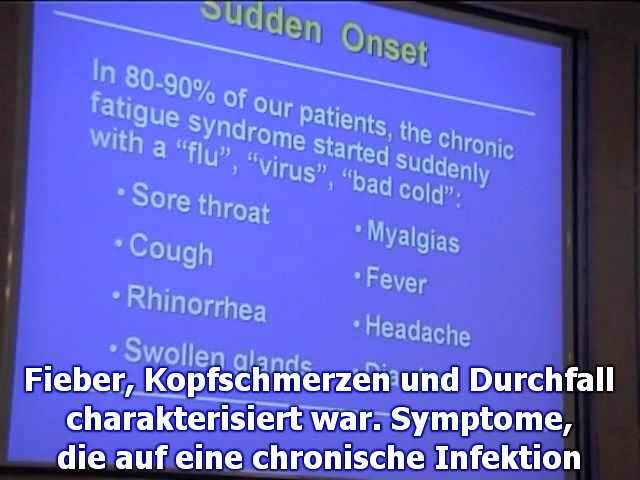 Sudden Onset
In 80-90% of our patients, the chronic
fatigue syndrome started suddenly
with a “flu”, “virus”, “bad cold”:
• Sore throat
• Cough
• Rhinorrhea
• Swollen glands
• Myalgias
• Fever
• Headache
Fieber, Kopfschmerzen und Durchfall
charakterisiert war. Symptome,
die auf eine chronische Infektion